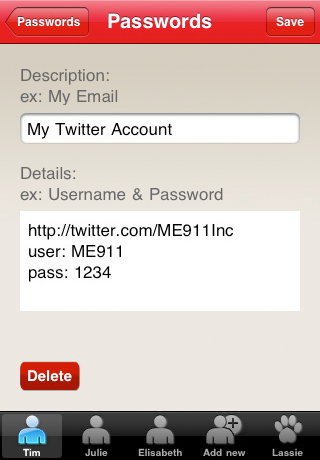 Passwords Passwords Save
Description:
ex: My Email
My Twitter Account
Details:
ex: Username & Password
http://twitter.com/ME911Inc
user: ME911
pass: 1234
Delete
Tim Julie Elisabeth Add new Lassie